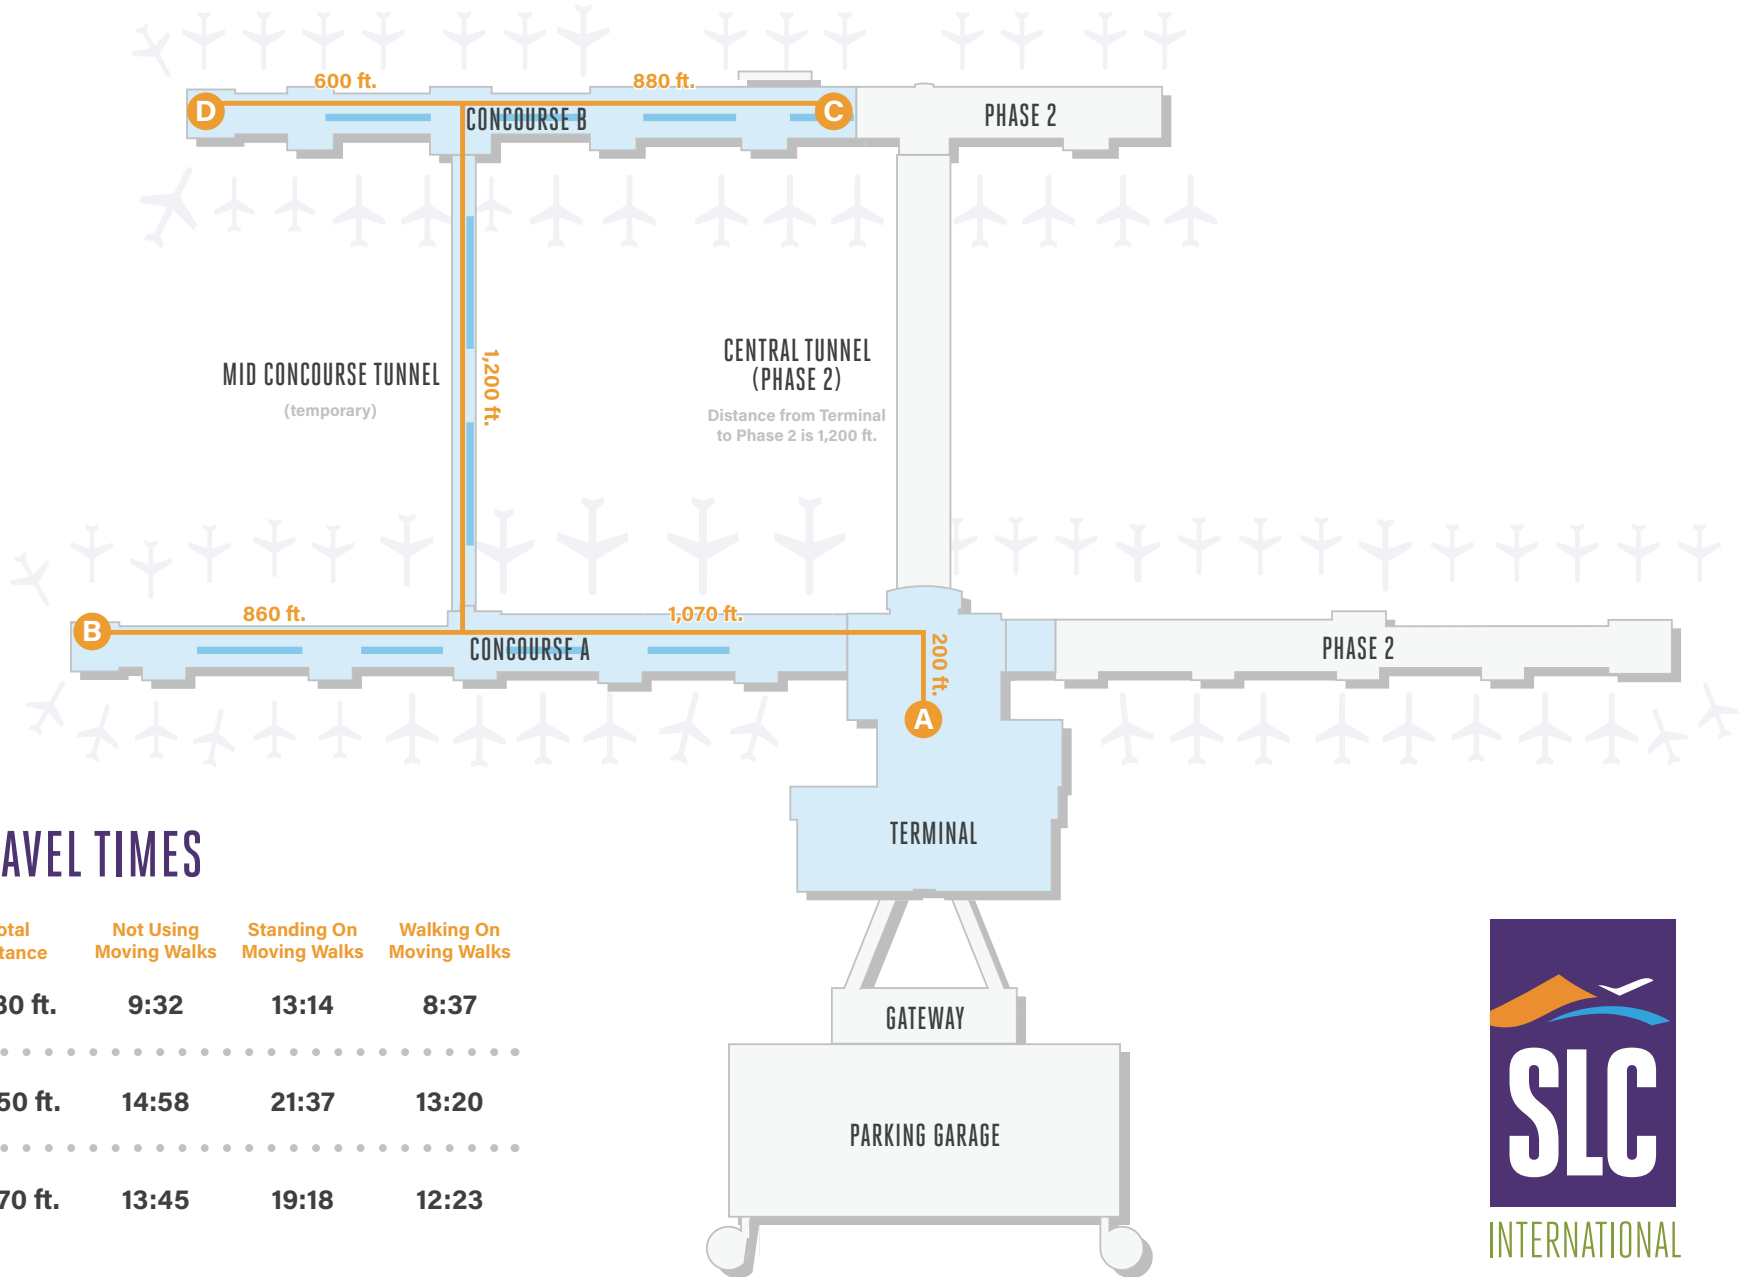 600 ft.
880 ft.
D
CONCOURSE B
C
PHASE 2
MID CONCOURSE TUNNEL
(temporary)
1,200 ft.
CENTRAL TUNNEL
(PHASE 2)
Distance from Terminal
to Phase 2 is 1,200 ft.
860 ft.
1,070 ft.
B
CONCOURSE A
200 ft.
PHASE 2
A
TERMINAL
AVEL TIMES
otal
tance
Not Using
Moving Walks
Standing On
Moving Walks
Walking On
Moving Walks
30 ft. 9:32 13:14 8:37
50 ft. 14:58 21:37 13:20
70 ft. 13:45 19:18 12:23
GATEWAY
PARKING GARAGE
SLC
INTERNATIONAL